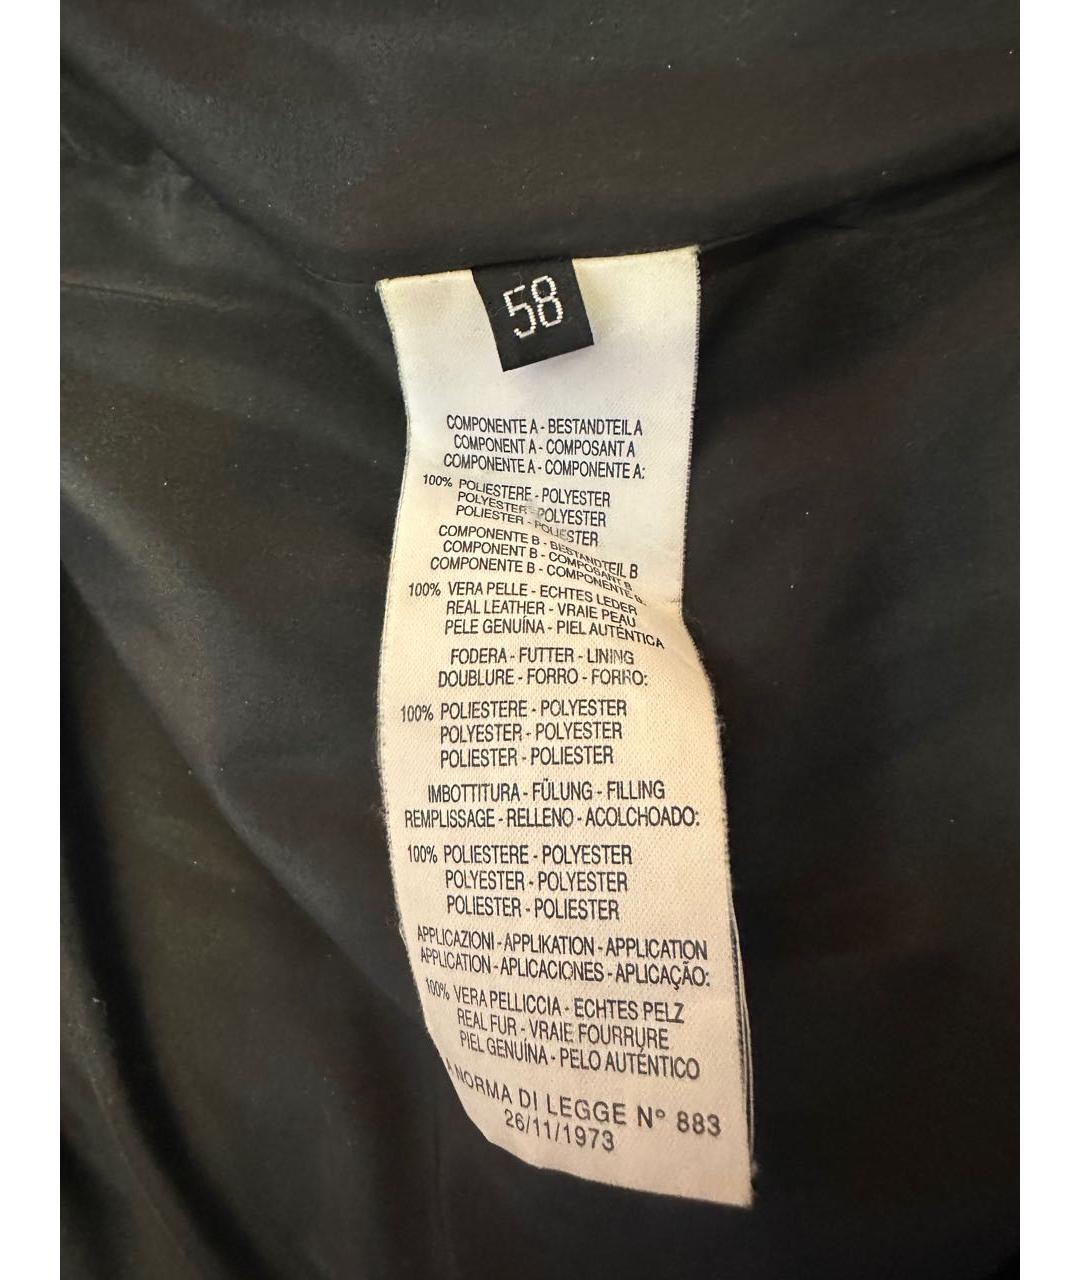 58
COMPONENTE A - BESTANDTEIL A
COMPONENT A - COMPOSANT A
COMPONENTE A - COMPONENTE A:
100% POLIESTERE - POLYESTER
POLYESTER - POLYESTER
POLIESTER - POLIESTER
COMPONENTE B - BESTANDTEIL B
COMPONENT B - COMPOSANT B
COMPONENTE B - COMPONENTE B:
100% VERA PELLE - ECHTES LEDER
REAL LEATHER - VRAIE PEAU
PELE GENUÍNA - PIEL AUTÉNTICA
FODERA - FUTTER - LINING
DOUBLURE - FORRO - FORRO:
100% POLIESTERE - POLYESTER
POLYESTER - POLYESTER
POLIESTER - POLIESTER
IMBOTTITURA - FÜLUNG - FILLING
REMPLISSAGE - RELLENO - ACOLCHOADO:
100% POLIESTERE - POLYESTER
POLYESTER - POLYESTER
POLIESTER - POLIESTER
APPLICAZIONI - APPLIKATION - APPLICATION
APPLICATION - APLICACIONES - APLICAÇÃO:
100% VERA PELLICCIA - ECHTES PELZ
REAL FUR - VRAIE FOURRURE
PIEL GENUÍNA - PELO AUTÉNTICO
A NORMA DI LEGGE N° 883
26/11/1973